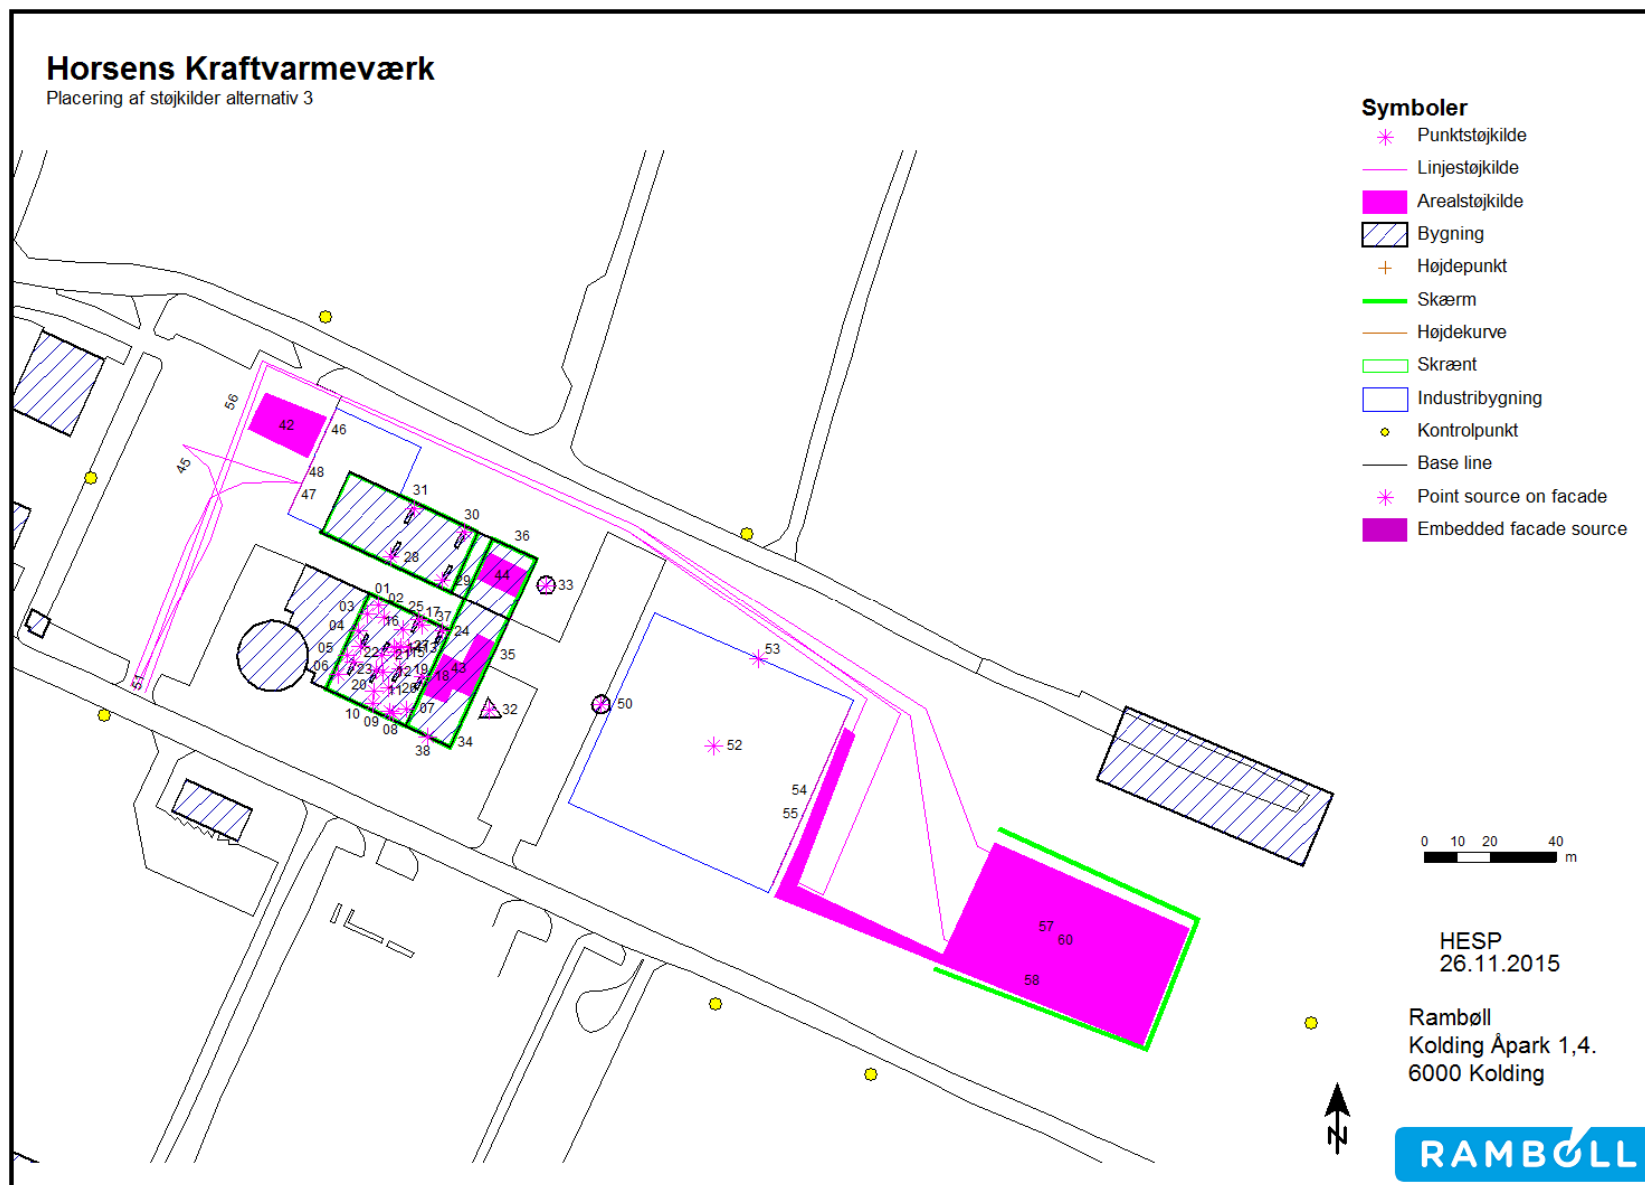 Horsens Kraftvarmeværk
Placering af støjkilder alternativ 3
Symboler
Punktstøjkilde
Linjestøjkilde
Arealstøjkilde
Bygning
Højdepunkt
Skærm
Højdekurve
Skrænt
Industribygning
Kontrolpunkt
Base line
Point source on facade
Embedded facade source
56
42
46
45
48
47
31
30
36
28
29
44
33
01
02
03
25
17
37
16
04
24
05
22
21
15
13
35
06
23
12
19
43
18
20
11
26
51
10
09
08
07
32
34
38
50
53
52
54
55
57
60
58
0 10 20 40
m
HESP
26.11.2015
Rambøll
Kolding Åpark 1,4.
6000 Kolding
N
RAMBOLL